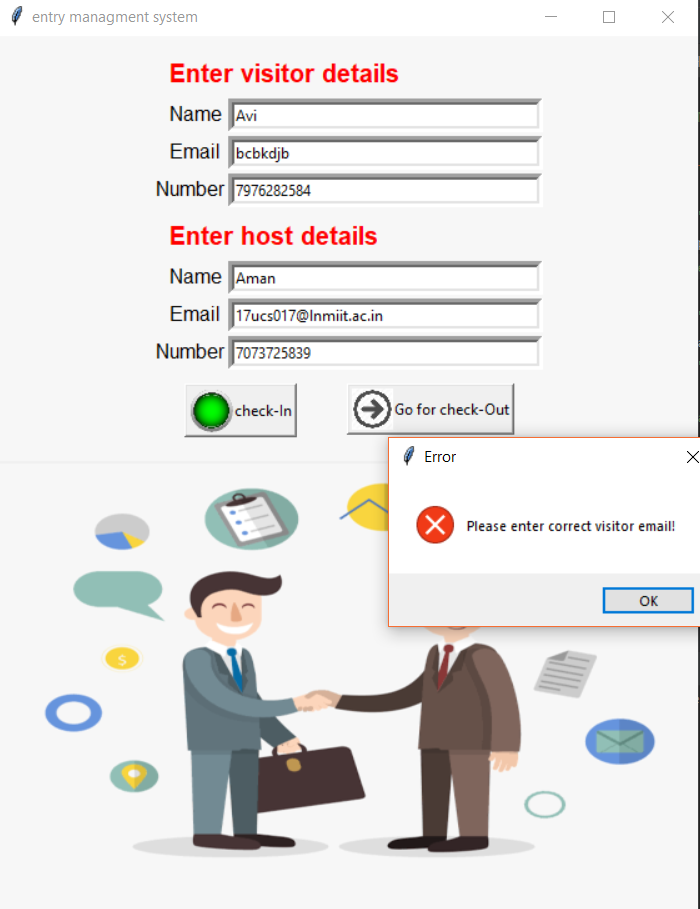 entry managment system
Enter visitor details
Name Avi
Email bcbkdjb
Number 7976282584
Enter host details
Name Aman
Email 17ucs017@lnmiit.ac.in
Number 7073725839
check-In Go for check-Out
Error
Please enter correct visitor email!
OK
$